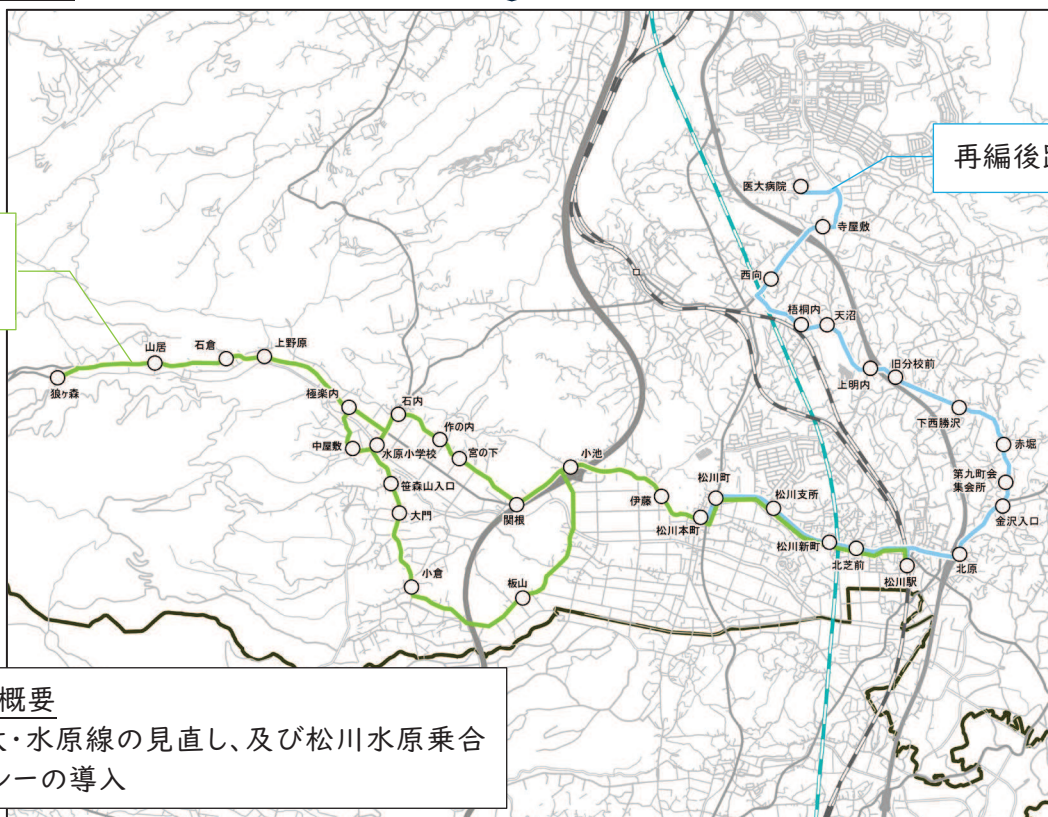 再編後
医大病院
寺屋敷
西向
梧桐内
天沼
上明内
旧分校前
下西勝沢
赤堀
第九町会
集会所
金沢入口
北原
松川駅
北芝前
松川新町
松川支所
松川町
松川本町
伊藤
小池
関根
宮の下
作の内
石内
水原小学校
中屋敷
極楽内
上野原
石倉
山居
狼ヶ森
笹森山入口
大門
小倉
板山
概要
・水原線の見直し、及び松川水原乗合
シーの導入